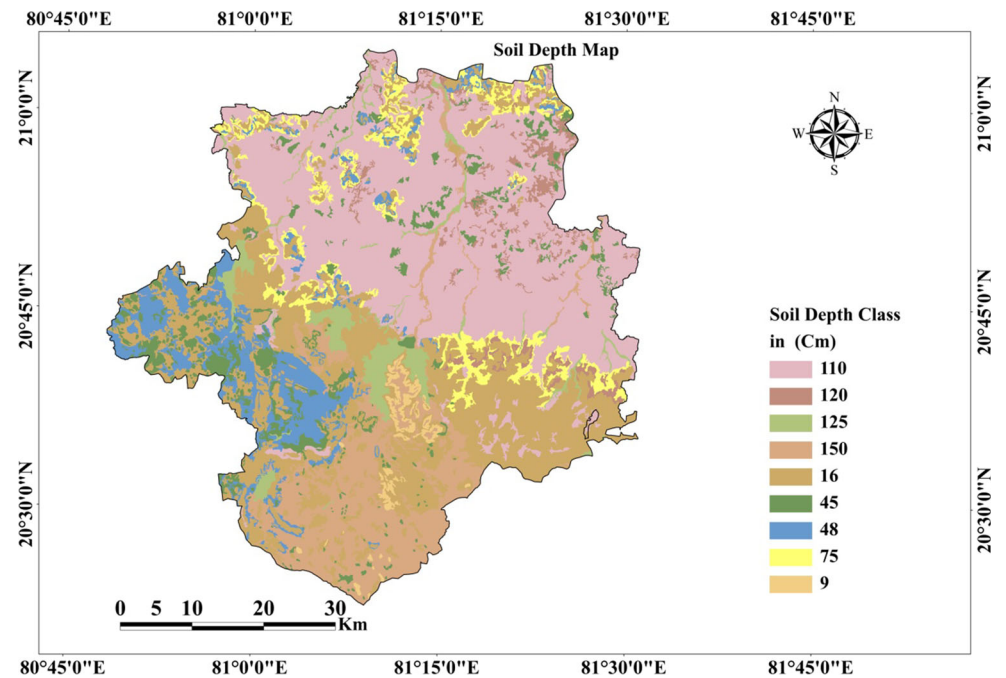 80°45'0"E 81°0'0"E 81°15'0"E 81°30'0"E 81°45'0"E
Soil Depth Map
21°0'0"N
21°0'0"N
N
W E
S
20°45'0"N
20°45'0"N
Soil Depth Class
in (Cm)
110
120
125
150
16
45
48
75
9
20°30'0"N
20°30'0"N
0 5 10 20 30
Km
80°45'0"E 81°0'0"E 81°15'0"E 81°30'0"E 81°45'0"E